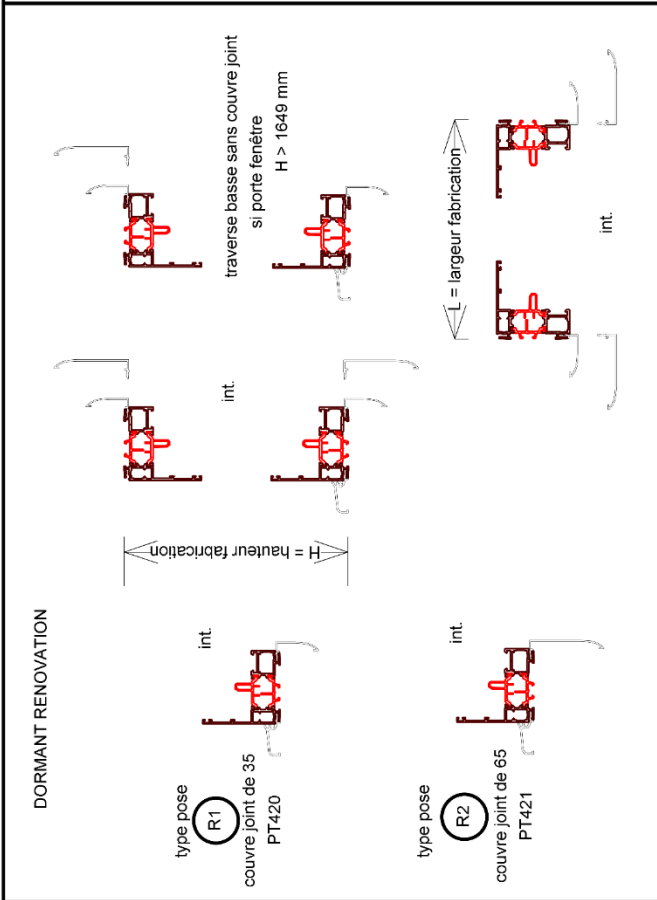 DORMANT RENOVATION
type pose
R1
couvre joint de 35
PT420
int.
type pose
R2
couvre joint de 65
PT421
int.
H = hauteur fabrication
int.
traverse basse sans couvre joint
si porte fenêtre
H > 1649 mm
L = largeur fabrication
int.